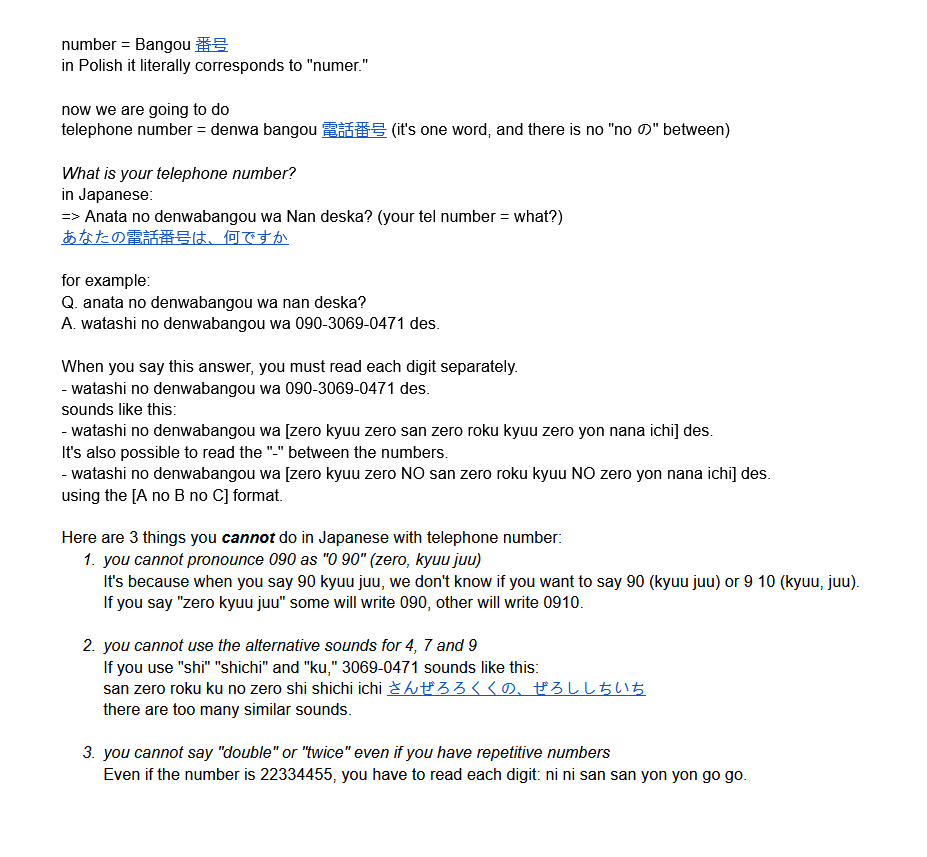 number = Bangou 番号
in Polish it literally corresponds to "numer."
now we are going to do
telephone number = denwa bangou 電話番号 (it's one word, and there is no "no の" between)
What is your telephone number?
in Japanese:
=> Anata no denwabangou wa Nan deska? (your tel number = what?)
あなたの電話番号は、何ですか
for example:
Q. anata no denwabangou wa nan deska?
A. watashi no denwabangou wa 090-3069-0471 des.
When you say this answer, you must read each digit separately.
- watashi no denwabangou wa 090-3069-0471 des.
sounds like this:
- watashi no denwabangou wa [zero kyuu zero san zero roku kyuu zero yon nana ichi] des.
It's also possible to read the "-" between the numbers.
- watashi no denwabangou wa [zero kyuu zero NO san zero roku kyuu NO zero yon nana ichi] des.
using the [A no B no C] format.
Here are 3 things you cannot do in Japanese with telephone number:
1. you cannot pronounce 090 as "0 90" (zero, kyuu juu)
It's because when you say 90 kyuu juu, we don't know if you want to say 90 (kyuu juu) or 9 10 (kyuu, juu).
If you say "zero kyuu juu" some will write 090, other will write 0910.
2. you cannot use the alternative sounds for 4, 7 and 9
If you use "shi" "shichi" and "ku," 3069-0471 sounds like this:
san zero roku ku no zero shi shichi ichi さんぜろろくくの、ぜろししちいち
there are too many similar sounds.
3. you cannot say "double" or "twice" even if you have repetitive numbers
Even if the number is 22334455, you have to read each digit: ni ni san san yon yon go go.